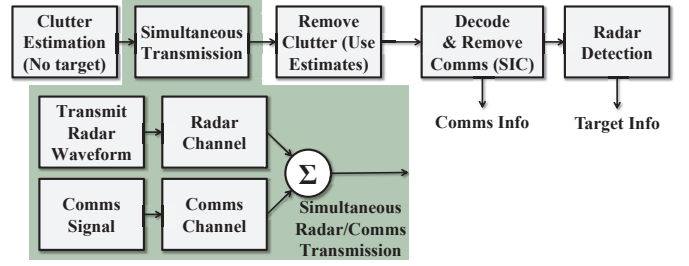 Clutter
Estimation
(No target)
Simultaneous
Transmission
Remove
Clutter (Use
Estimates)
Decode
& Remove
Comms (SIC)
Radar
Detection
Comms Info
Target Info
Transmit
Radar
Waveform
Radar
Channel
Comms
Signal
Comms
Channel
Σ
Simultaneous
Radar/Comms
Transmission